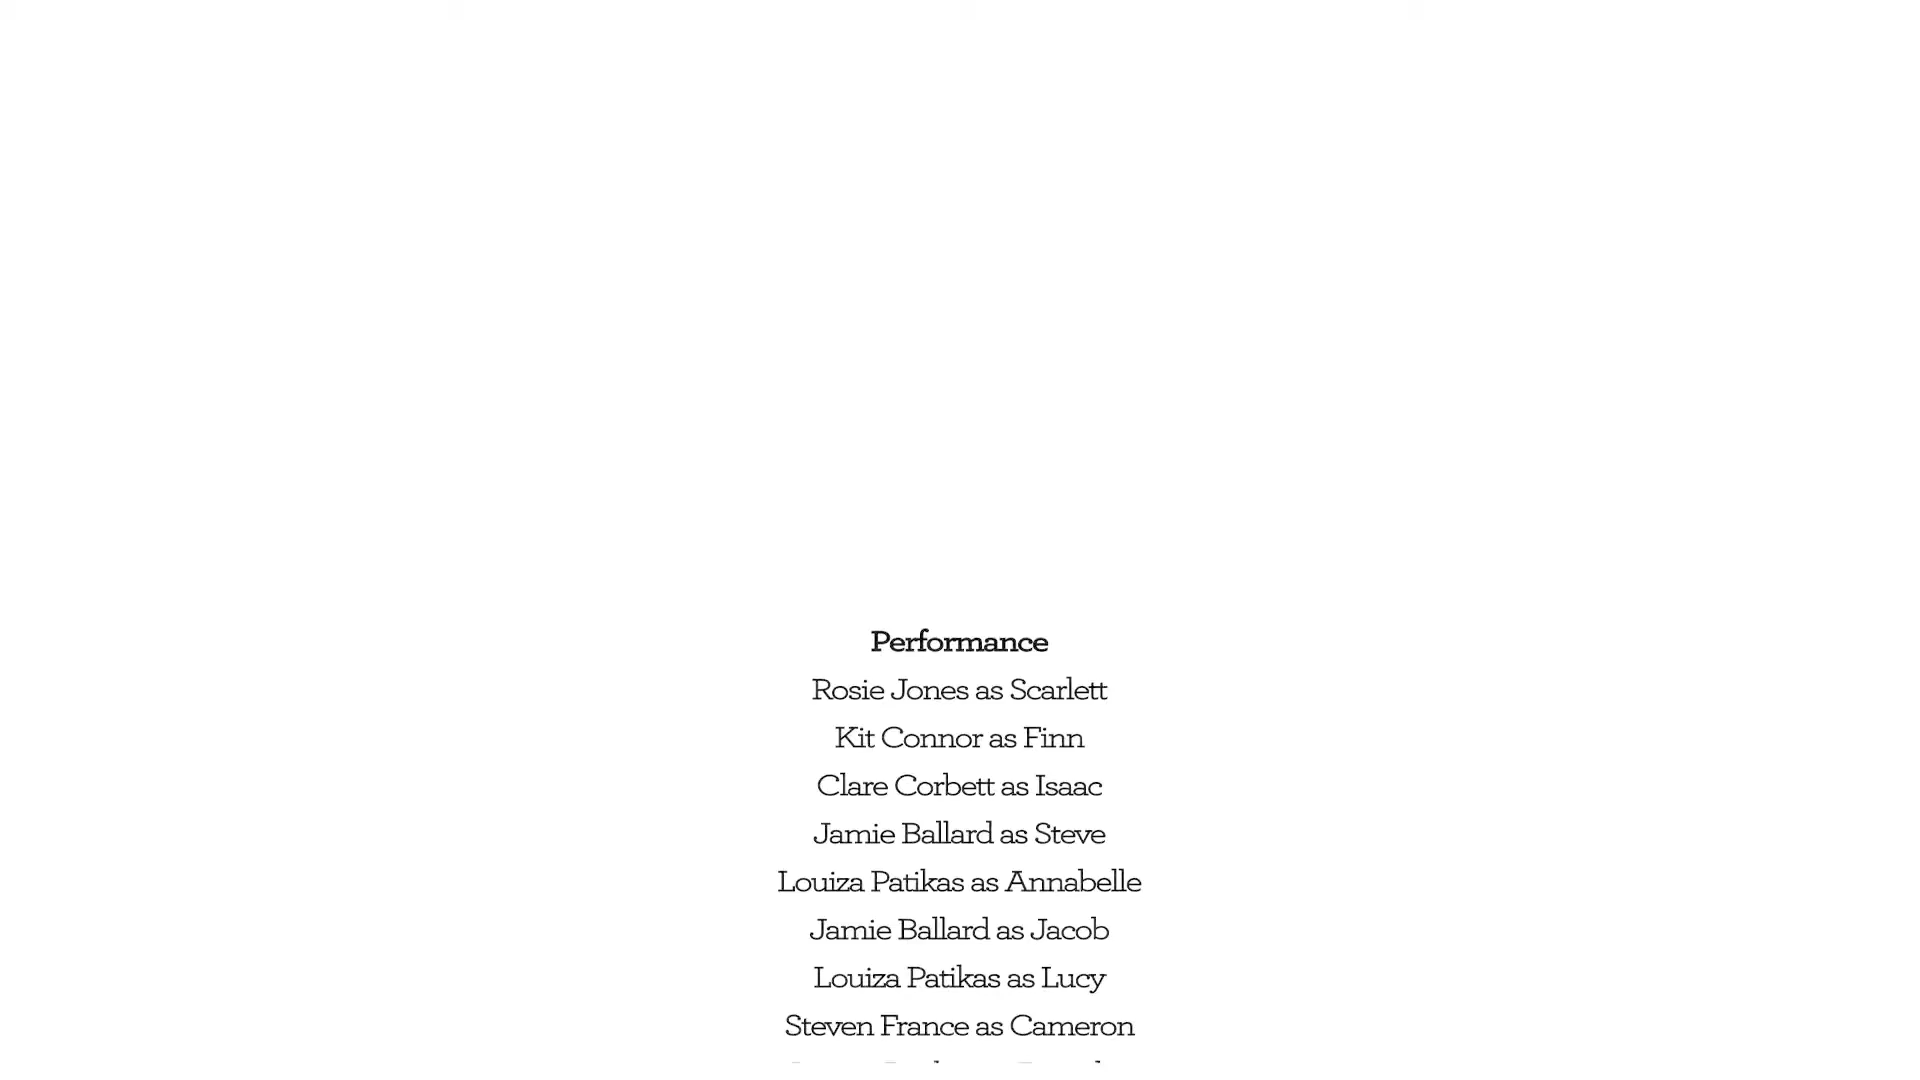 Performance
Rosie Jones as Scarlett
Kit Connor as Finn
Clare Corbett as Isaac
Jamie Ballard as Steve
Louiza Patikas as Annabelle
Jamie Ballard as Jacob
Louiza Patikas as Lucy
Steven France as Cameron